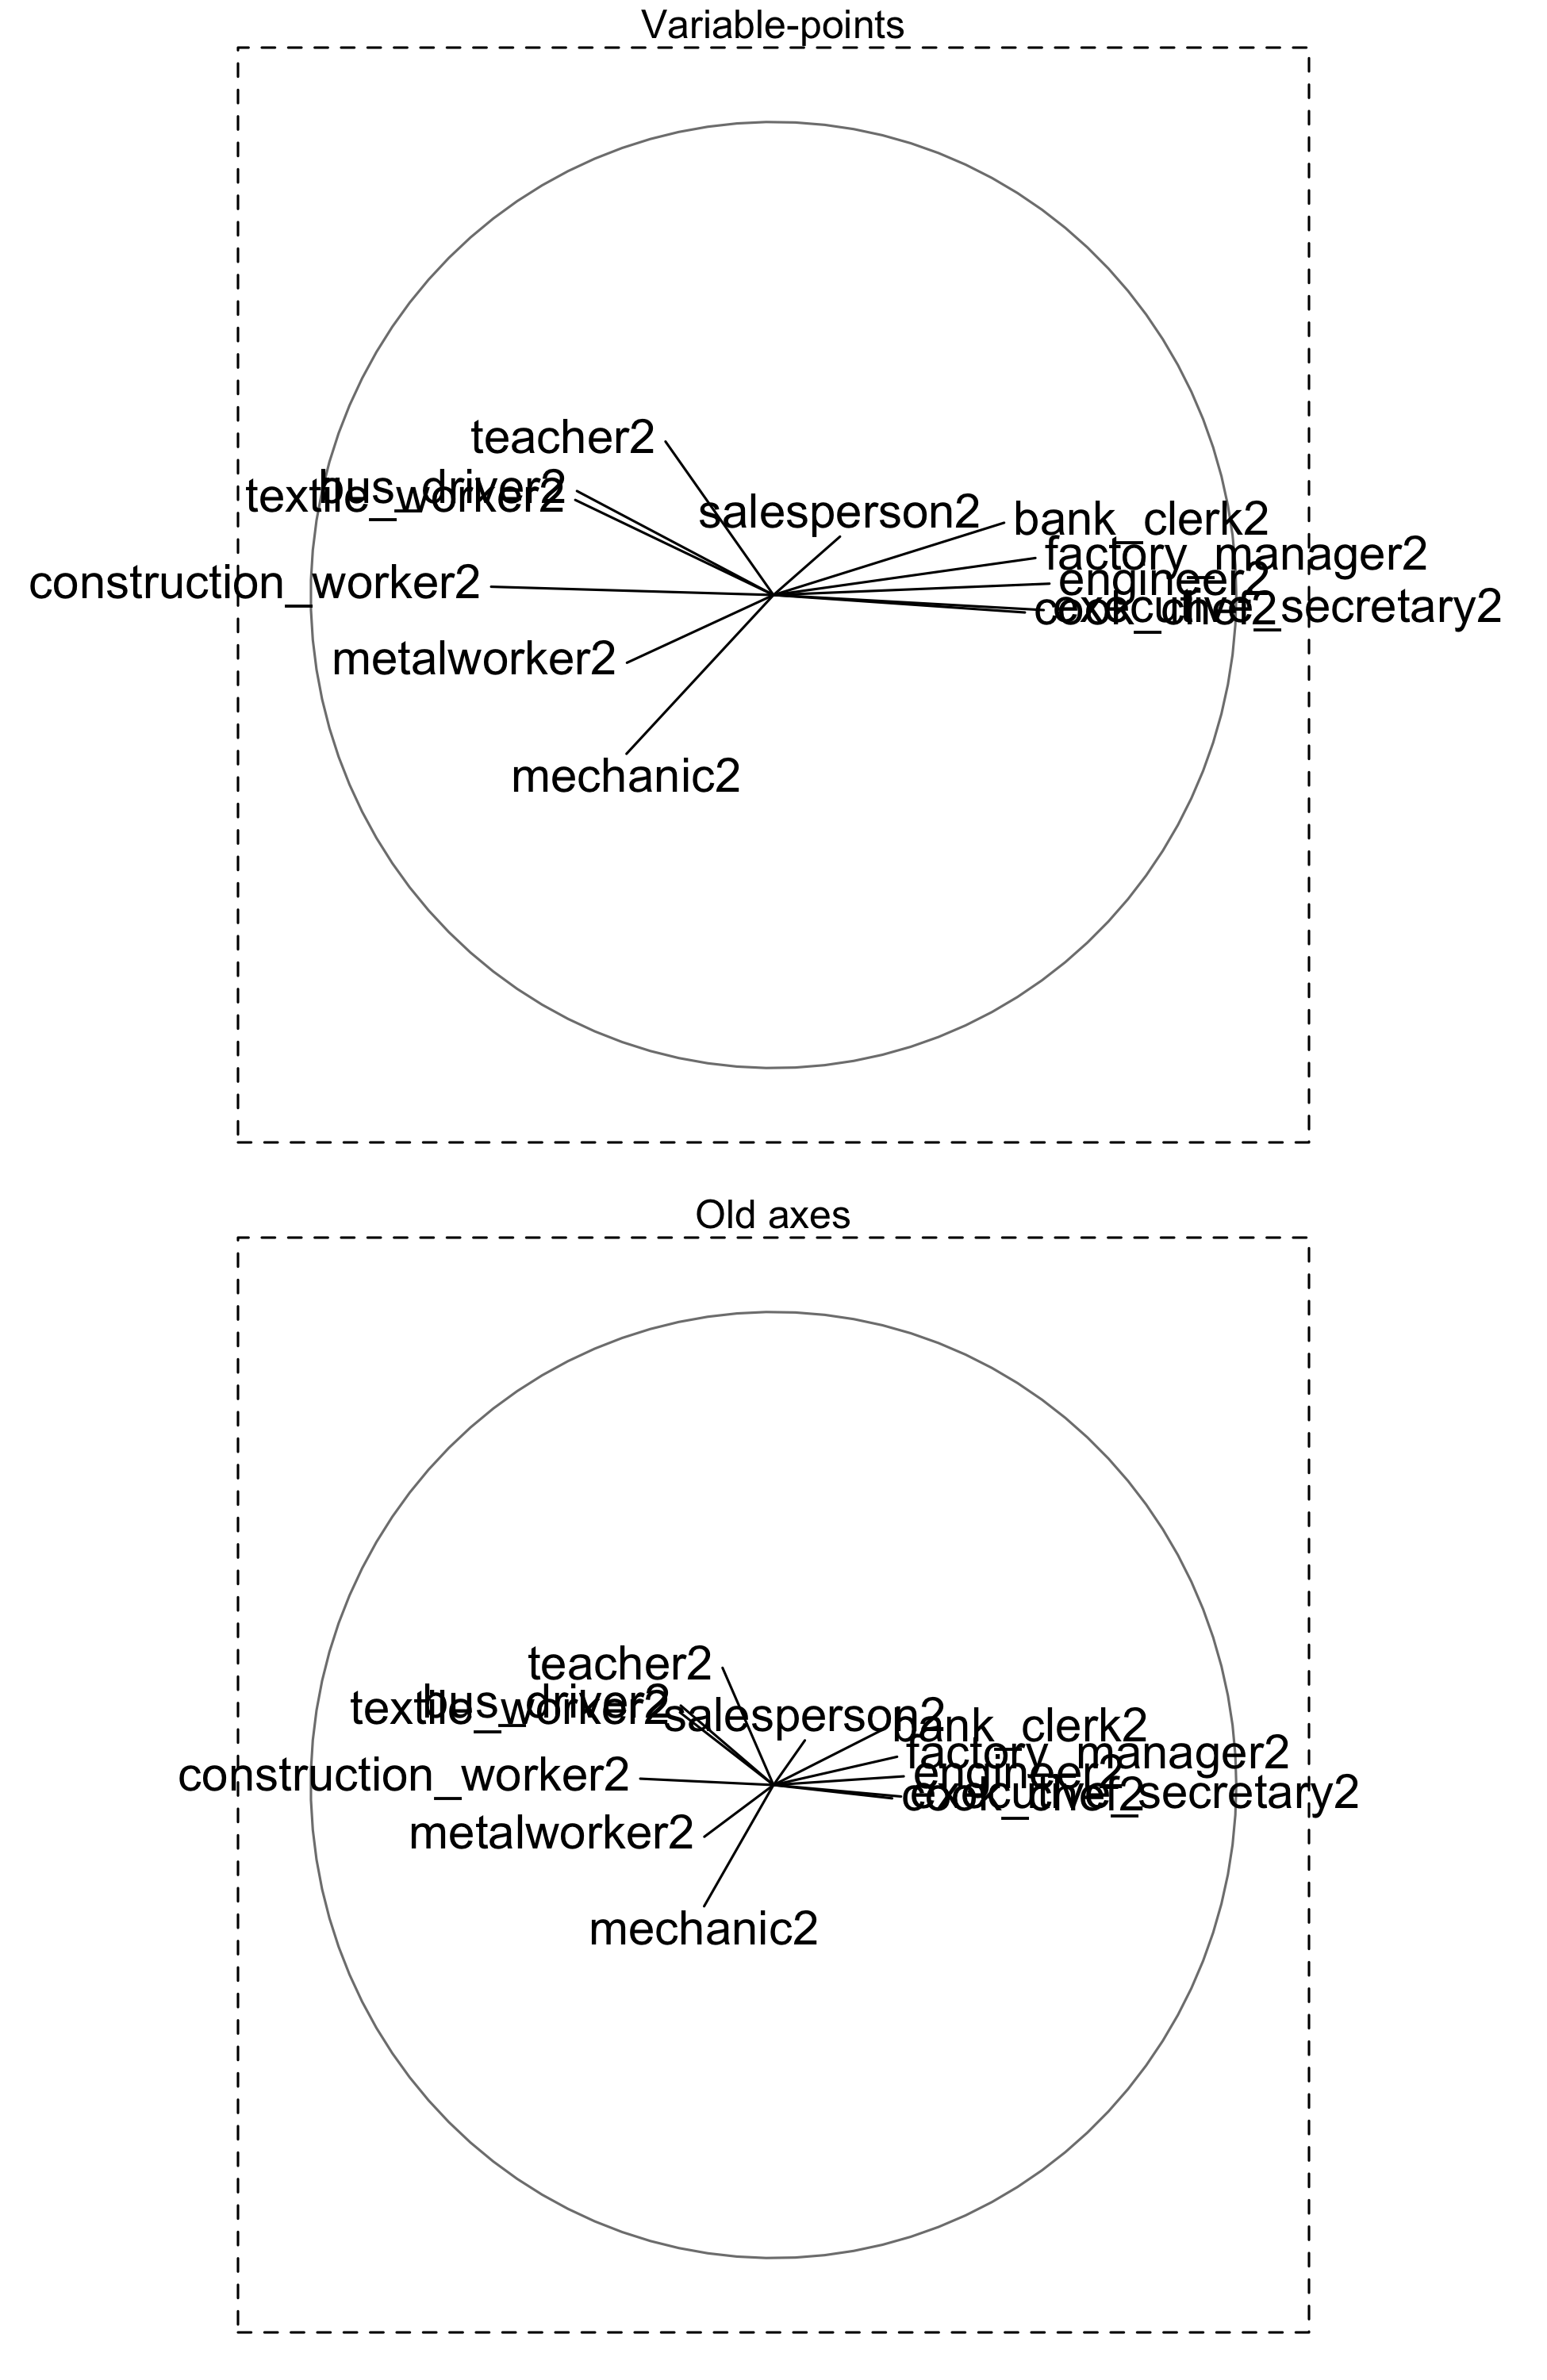 Variable-points
teacher2
bus_driver2
textile_worker2
salesperson2
bank_clerk2
factory_manager2
construction_worker2
engineer2
executive_secretary2
cook_chef2
metalworker2
mechanic2
Old axes
teacher2
bus_driver2
textile_worker2
salesperson2
bank_clerk2
factory_manager2
construction_worker2
engineer2
executive_secretary2
cook_chef2
metalworker2
mechanic2